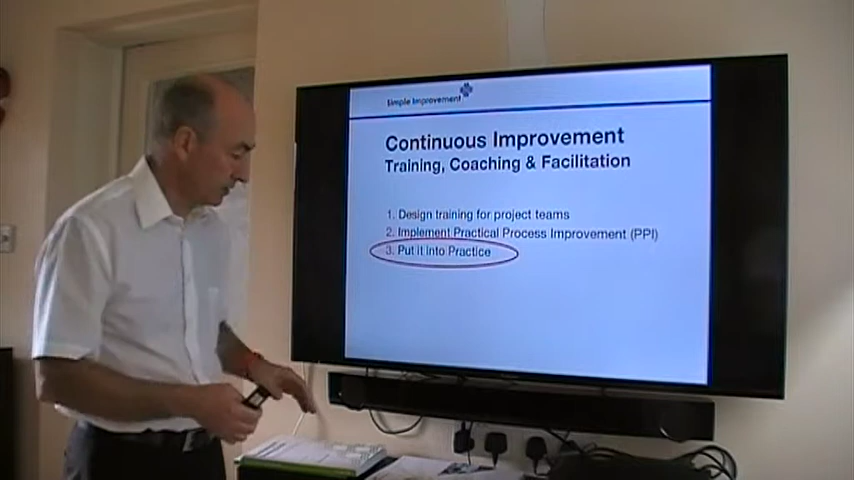 Simple Improvement
Continuous Improvement
Training, Coaching & Facilitation
1. Design training for project teams
2. Implement Practical Process Improvement (PPI)
3. Put it into Practice